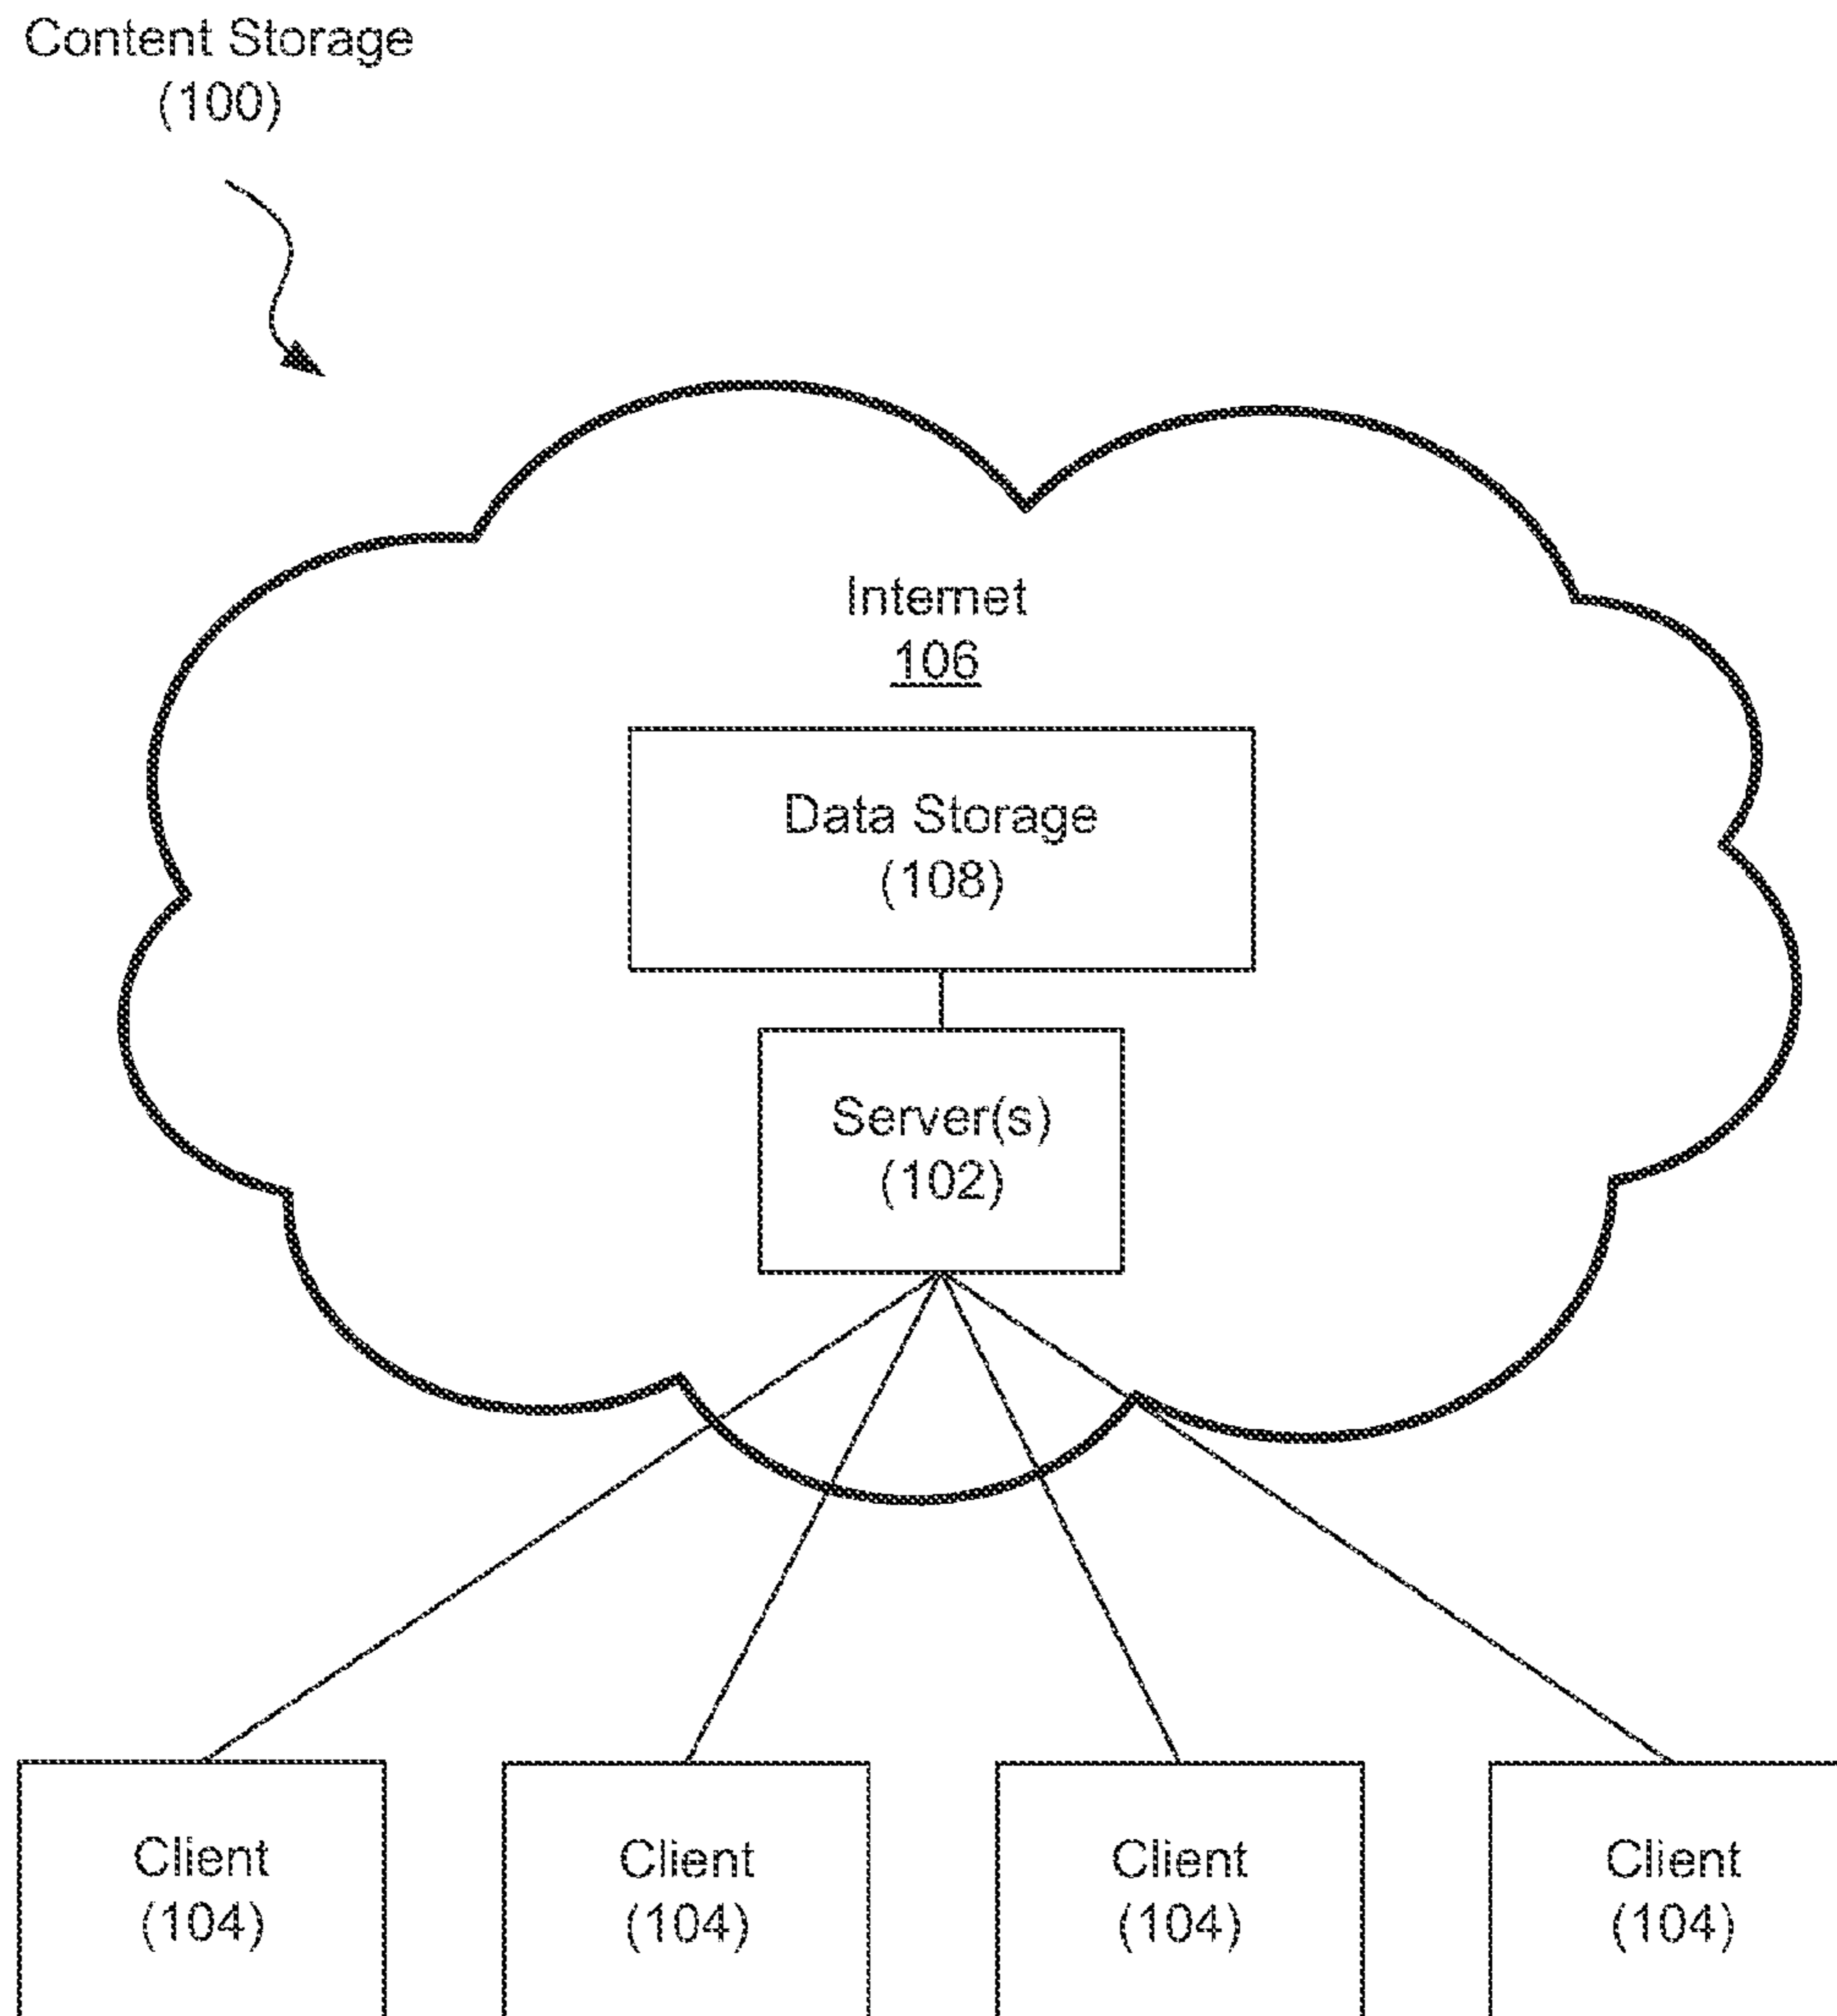 Content Storage
(100)
Internet
106
Data Storage
(108)
Server(s)
(102)
Client
(104)
Client
(104)
Client
(104)
Client
(104)